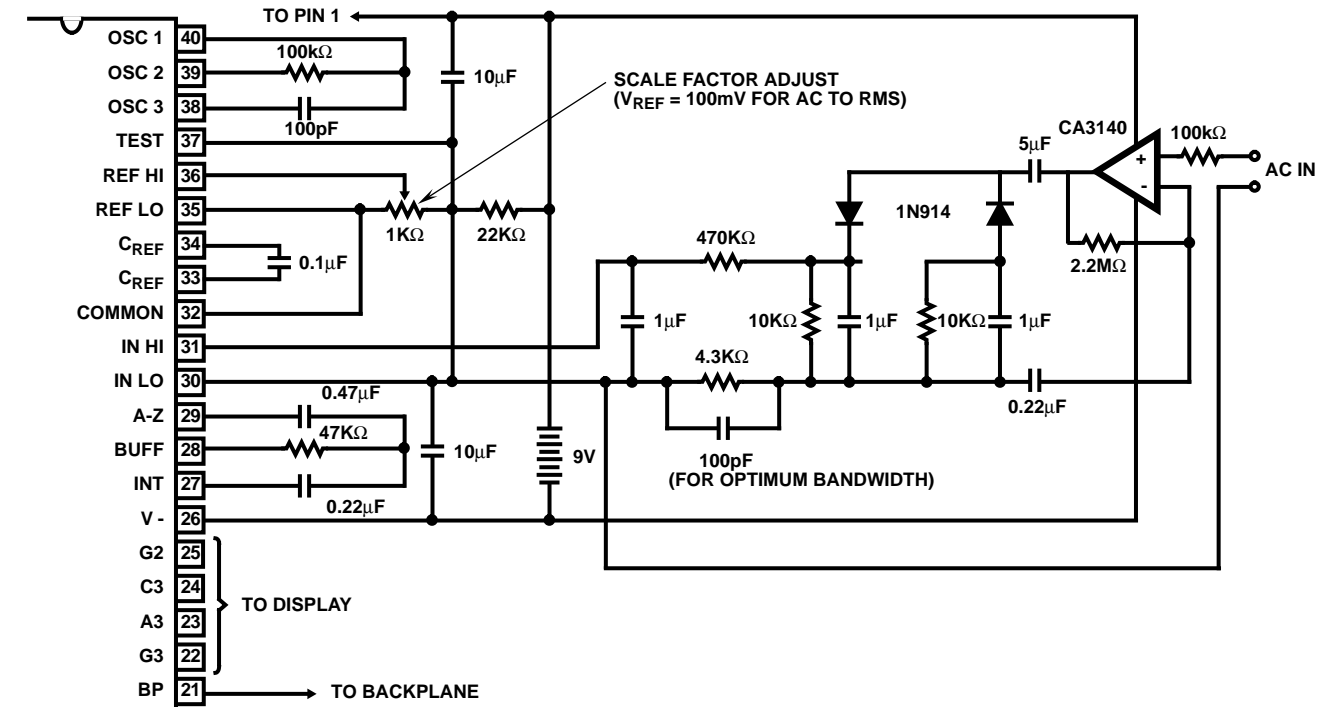 TO PIN 1
OSC 1 40
100kΩ
OSC 2 39
10μF
SCALE FACTOR ADJUST
(VREF = 100mV FOR AC TO RMS)
OSC 3 38
100pF
TEST 37
CA3140
100kΩ
5μF
+
-
AC IN
REF HI 36
REF LO 35
1KΩ
22KΩ
1N914
CREF 34
0.1μF
CREF 33
470KΩ
2.2MΩ
COMMON 32
1μF
10KΩ
1μF
10KΩ
1μF
IN HI 31
4.3KΩ
IN LO 30
0.47μF
0.22μF
A-Z 29
47KΩ
BUFF 28
10μF
9V
100pF
(FOR OPTIMUM BANDWIDTH)
INT 27
0.22μF
V - 26
G2 25
C3 24
TO DISPLAY
A3 23
G3 22
BP 21
TO BACKPLANE